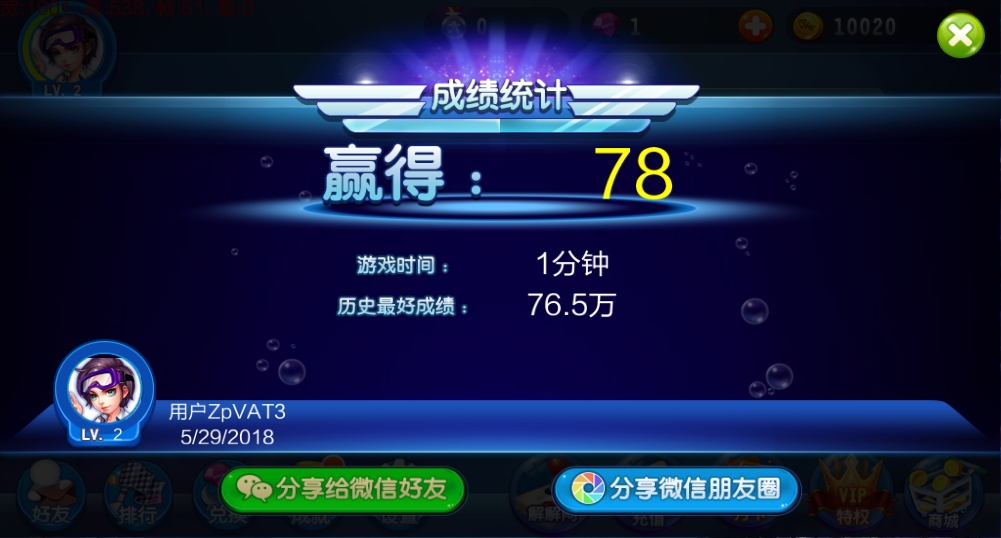 0
1
10020
LV. 2
成绩统计
赢得：
78
游戏时间：
1分钟
历史最好成绩：
76.5万
用户ZpVAT3
LV. 2
5/29/2018
分享给微信好友
分享微信朋友圈
好友
排行
兑换
VIP
特权
商城